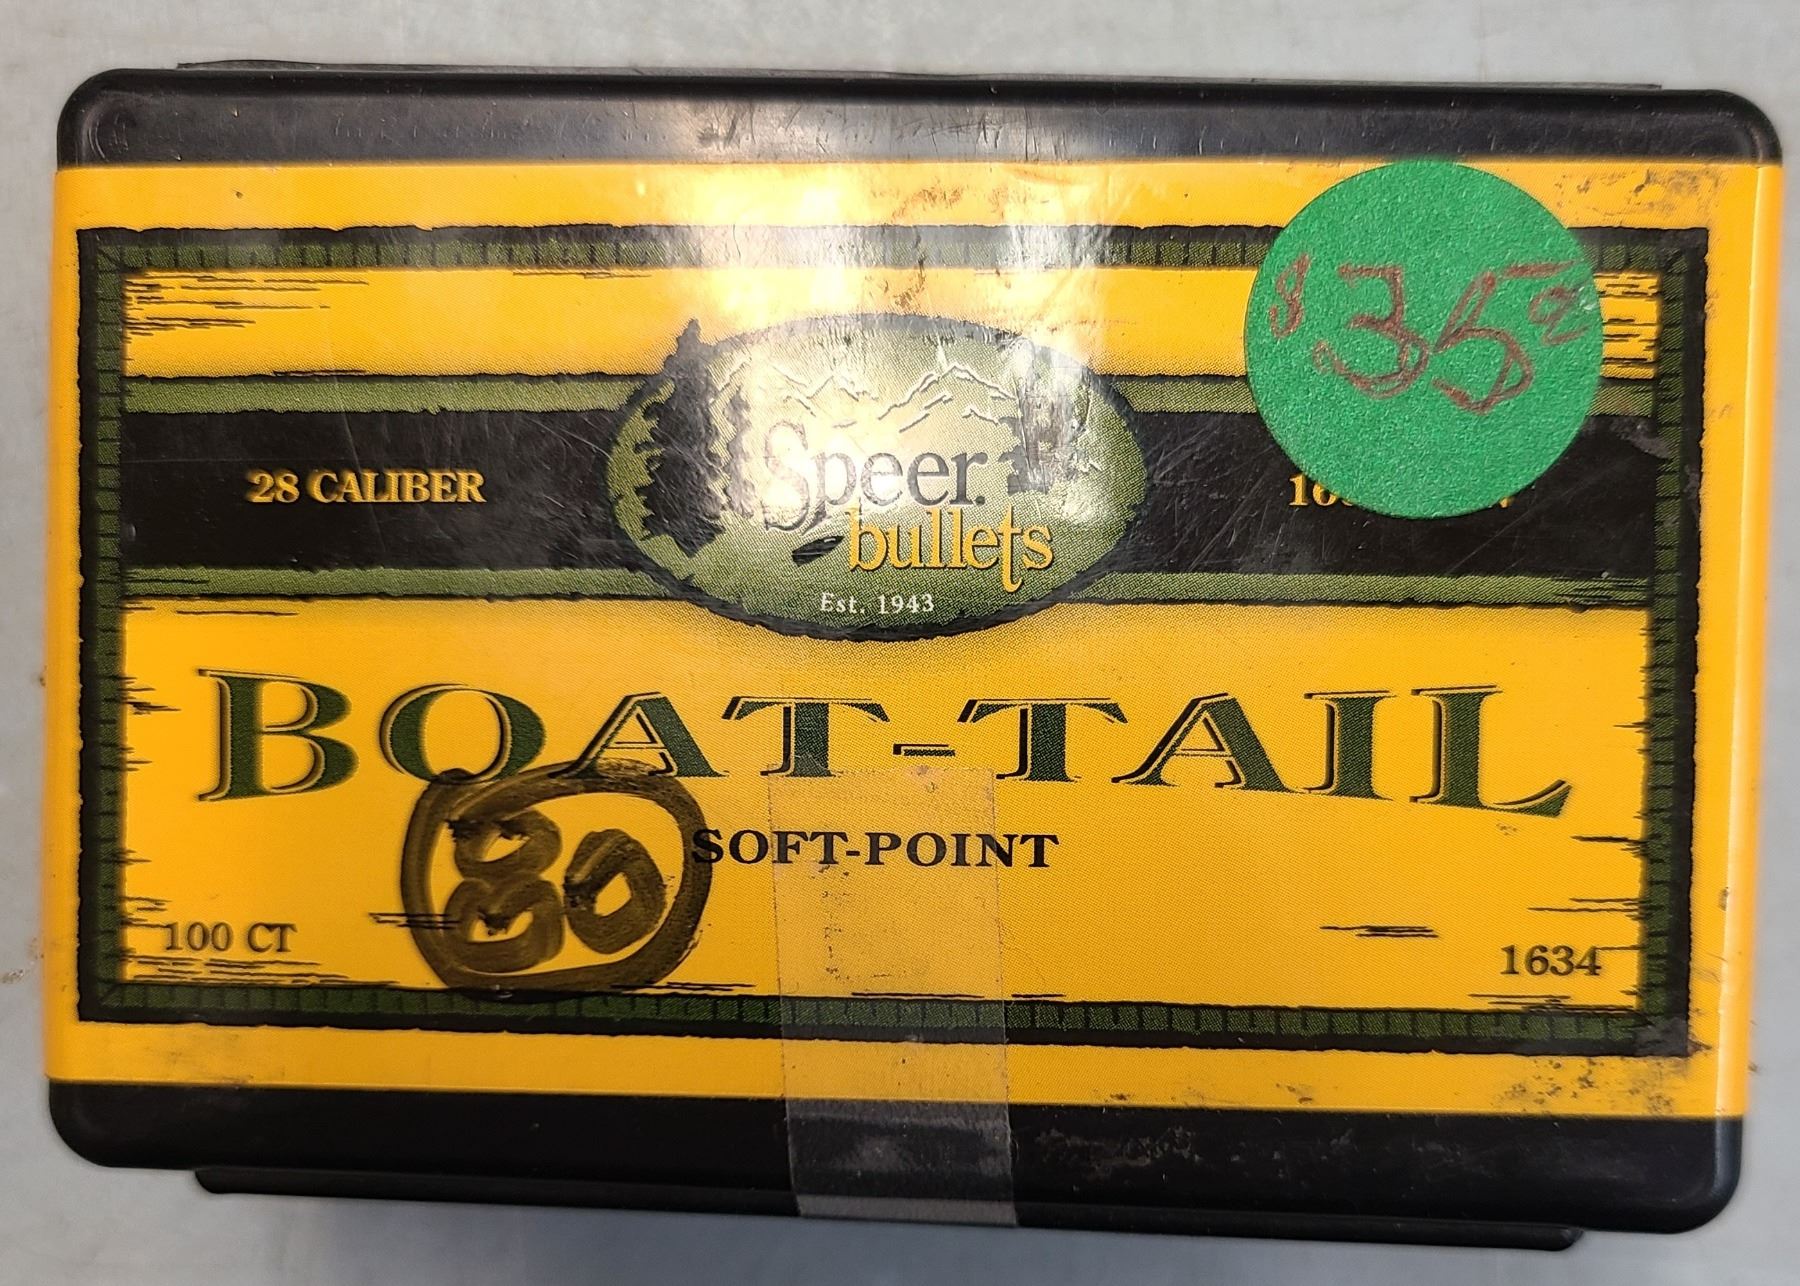 $35
28 CALIBER
Speer
bullets
Est. 1943
BOAT-TAIL
SOFT-POINT
80
100 CT
1634